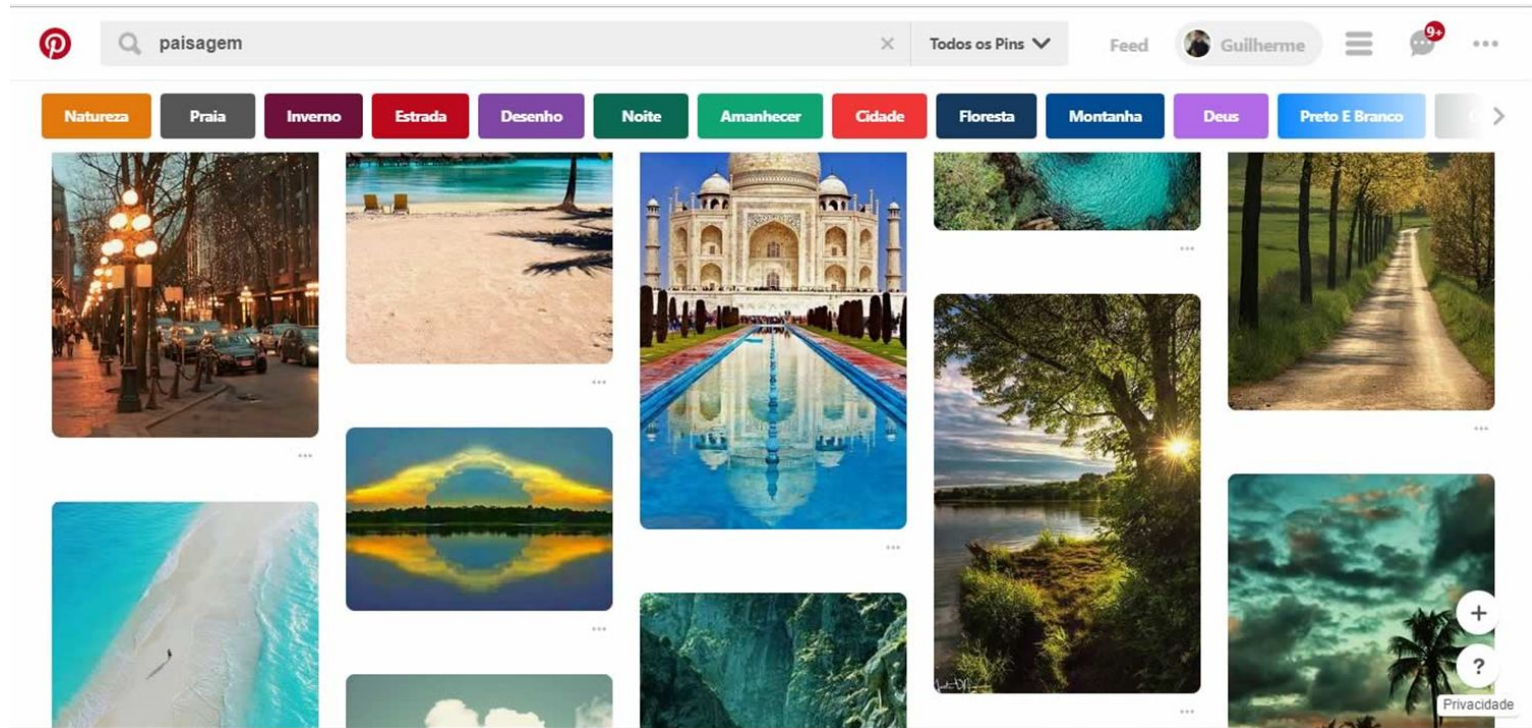 paisagem
Todos os Pins
Feed
Guilherme
9+
Natureza
Praia
Inverno
Estrada
Desenho
Noite
Amanhecer
Cidade
Floresta
Montanha
Deus
Preto E Branco
+
?
Privacidade